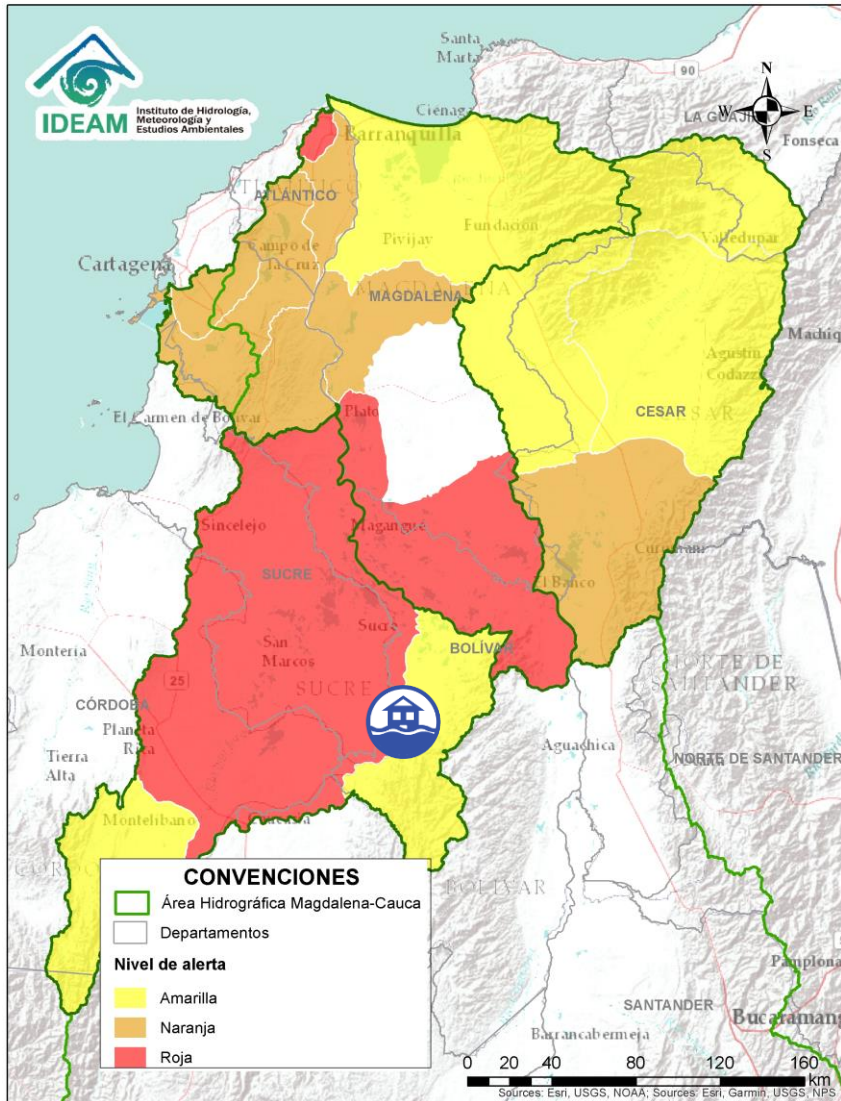 IDEAM
Instituto de Hidrología,
Meteorología y
Estudios Ambientales
Santa
Marta
90
N
W
E
S
LA GUAJI
Ciénaga
Fonseca
Barranquilla
ATLÁNTICO
Fundación
Pivijay
Valledupar
Campo de
la Cruz
Cartagena
MAGDALENA
Agustín
Codazzi
El Carmen de Bolívar
Plato
CESAR
Sincelejo
Magangué
SUCRE
El Banco
Sucre
BOLÍVAR
San
Marcos
SUCRE
Montería
25
CÓRDOBA
NORTE DE
SANTANDER
Planeta
Rica
Tierra
Alta
Aguachica
NORTE DE SANTANDER
Montelíbano
BOLÍVAR
CONVENCIONES
Área Hidrográfica Magdalena-Cauca
Departamentos
Nivel de alerta
Amarilla
Naranja
Roja
Pamplona
SANTANDER
Bucaramang
Barrancabermeja
0 20 40 80 120 160
km
Sources: Esri, USGS, NOAA; Sources: Esri, Garmin, USGS, NPS